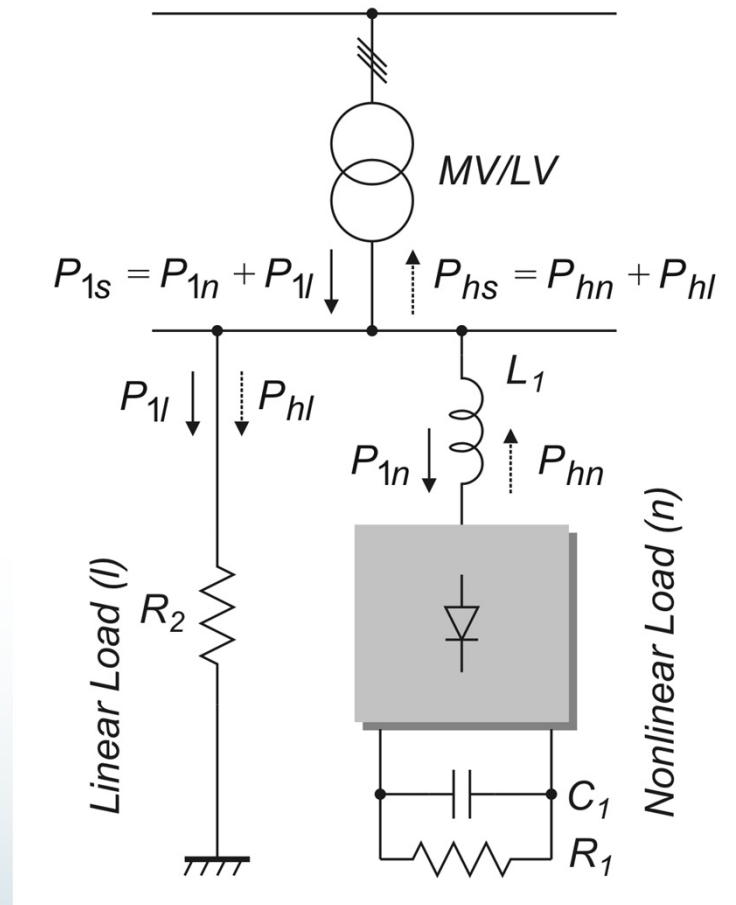 MV/LV
P1s = P1n + P1l
Phs = Phn + Phl
L1
P1l
Phl
P1n
Phn
R2
Linear Load (l)
Nonlinear Load (n)
C1
R1